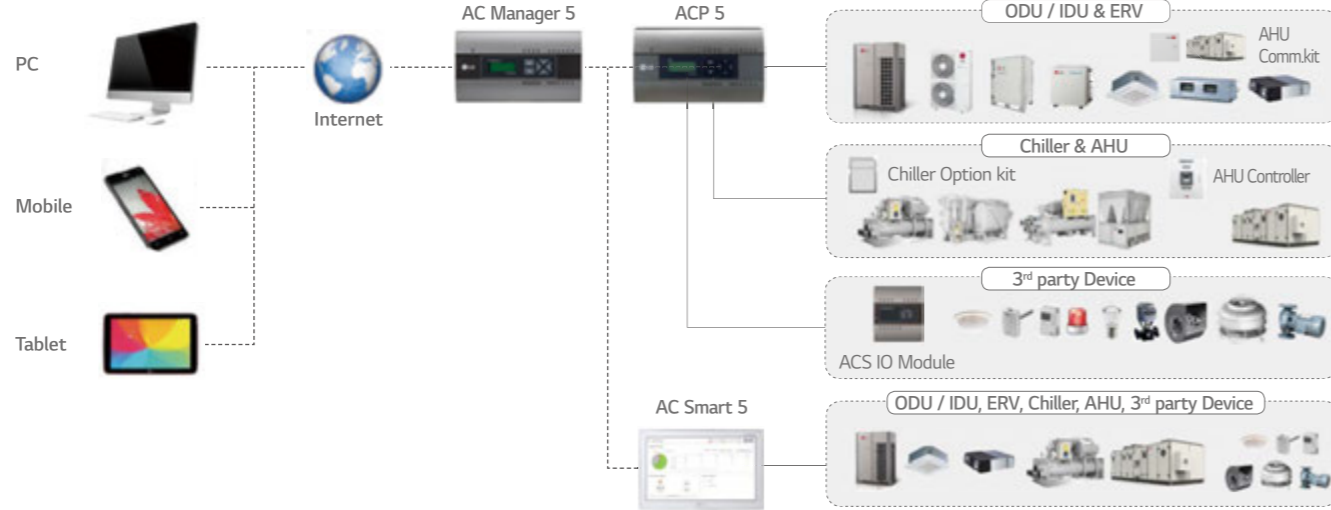 AC Manager 5
ACP 5
ODU / IDU & ERV
PC
AHU
Comm.kit
Internet
Chiller & AHU
Chiller Option kit
AHU Controller
Mobile
3rd party Device
Tablet
ACS IO Module
AC Smart 5
ODU / IDU, ERV, Chiller, AHU, 3rd party Device